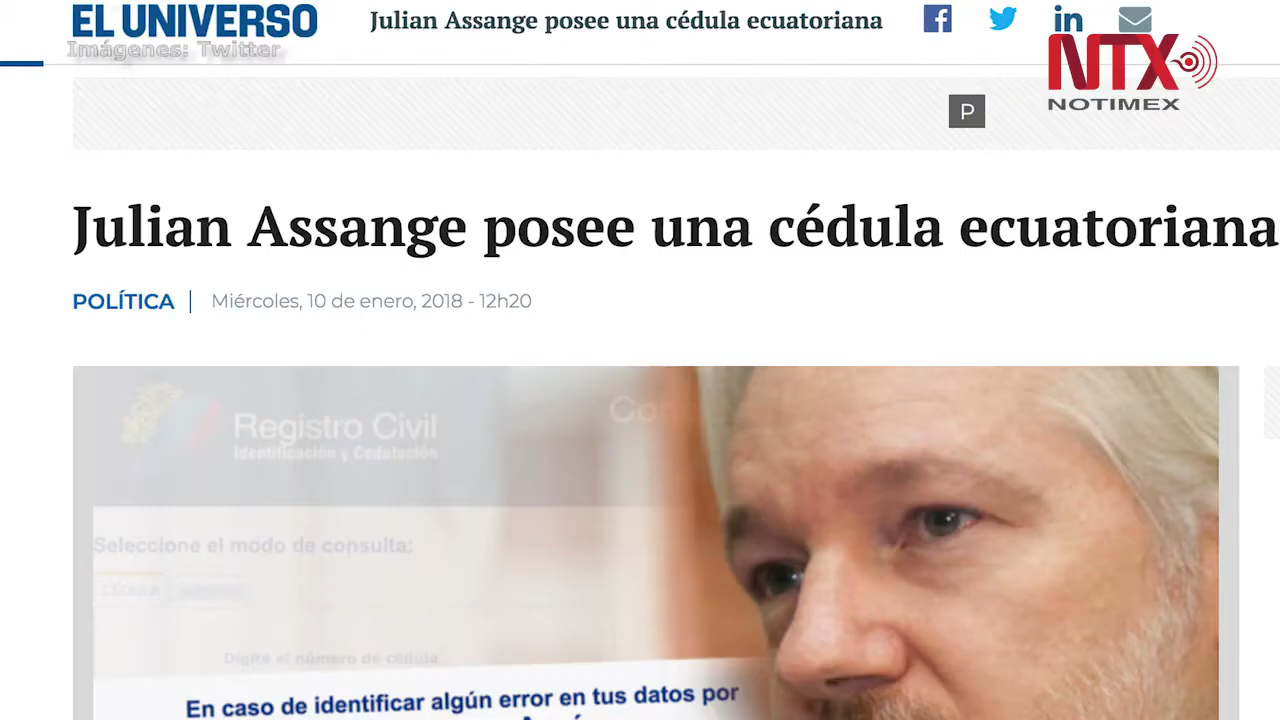 EL UNIVERSO
Julian Assange posee una cédula ecuatoriana
Imágenes: Twitter
NTX
NOTIMEX
P
Julian Assange posee una cédula ecuatoriana
POLÍTICA | Miércoles, 10 de enero, 2018 - 12h20
Registro Civil
Identificación y Cedulación
Seleccione el modo de consulta:
CÉDULA
Digite el número de cédula
En caso de identificar algún error en tus datos por